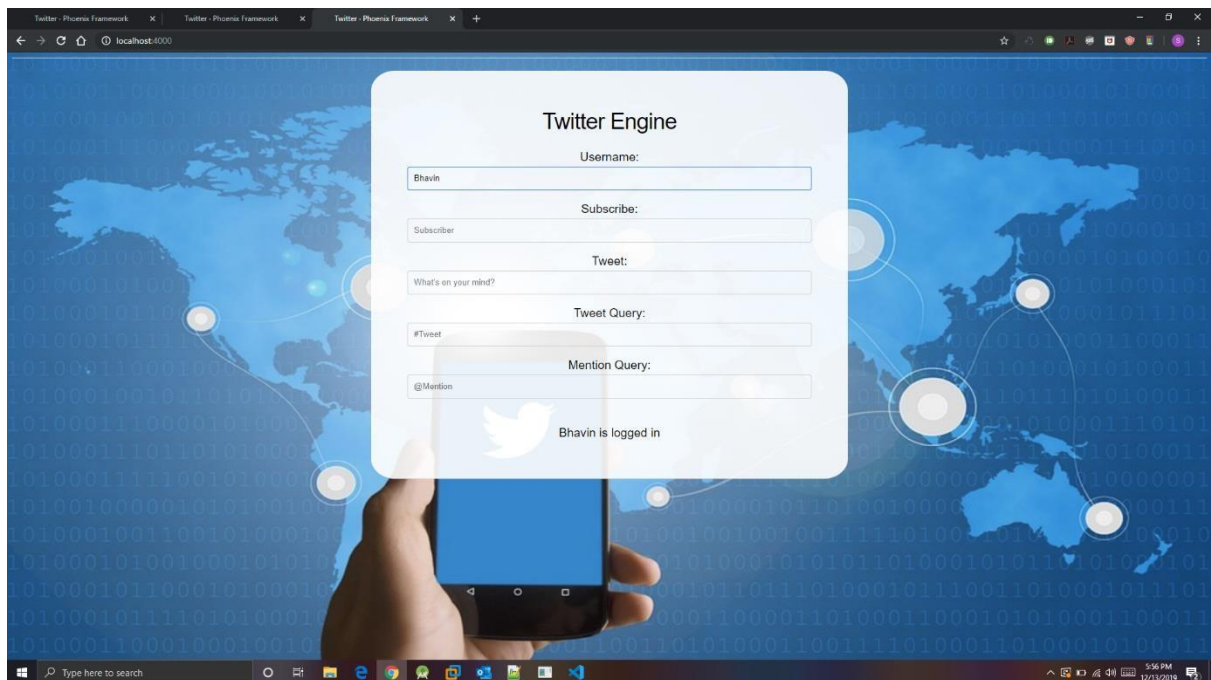 Twitter - Phoenix Framework
Twitter - Phoenix Framework
Twitter - Phoenix Framework
localhost:4000
Twitter Engine
Username:
Bhavin
Subscribe:
Subscriber
Tweet:
What's on your mind?
Tweet Query:
#Tweet
Mention Query:
@Mention
Bhavin is logged in
Type here to search
5:56 PM
12/13/2019